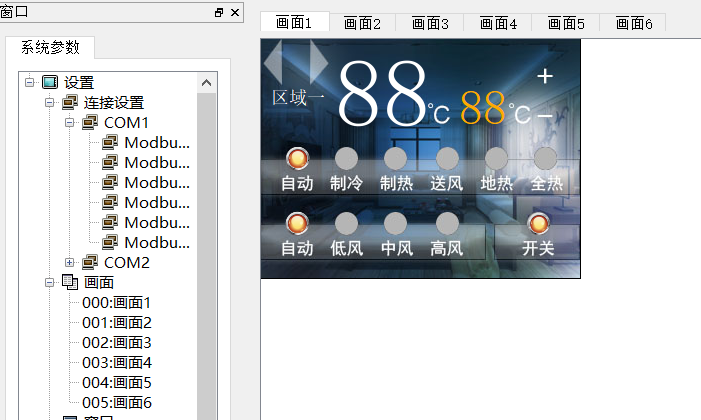 窗口
系统参数
设置
连接设置
COM1
Modbu...
Modbu...
Modbu...
Modbu...
Modbu...
Modbu...
COM2
画面
000:画面1
001:画面2
002:画面3
003:画面4
004:画面5
005:画面6
画面1 画面2 画面3 画面4 画面5 画面6
区域一 88℃ 88℃ + −
自动 制冷 制热 送风 地热 全热
自动 低风 中风 高风 开关